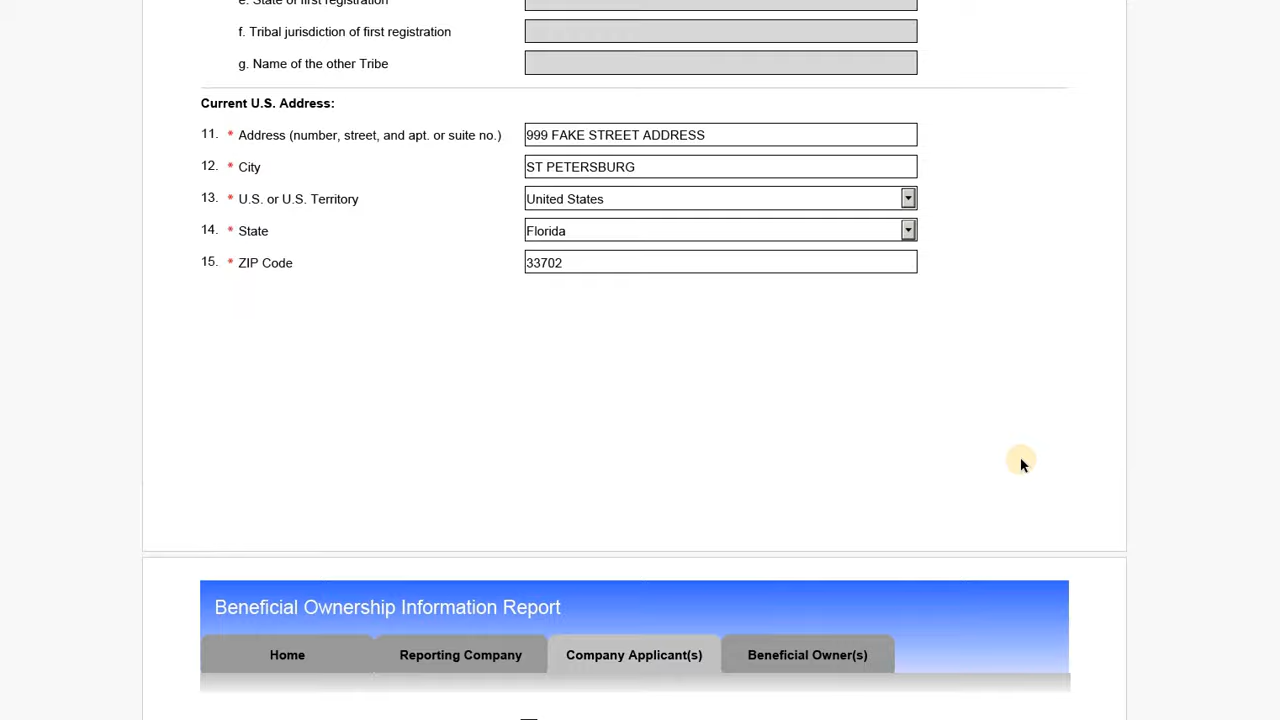 e. State of first registration
f. Tribal jurisdiction of first registration
g. Name of the other Tribe
Current U.S. Address:
11. * Address (number, street, and apt. or suite no.) 999 FAKE STREET ADDRESS
12. * City ST PETERSBURG
13. * U.S. or U.S. Territory United States
14. * State Florida
15. * ZIP Code 33702
Beneficial Ownership Information Report
Home Reporting Company Company Applicant(s) Beneficial Owner(s)